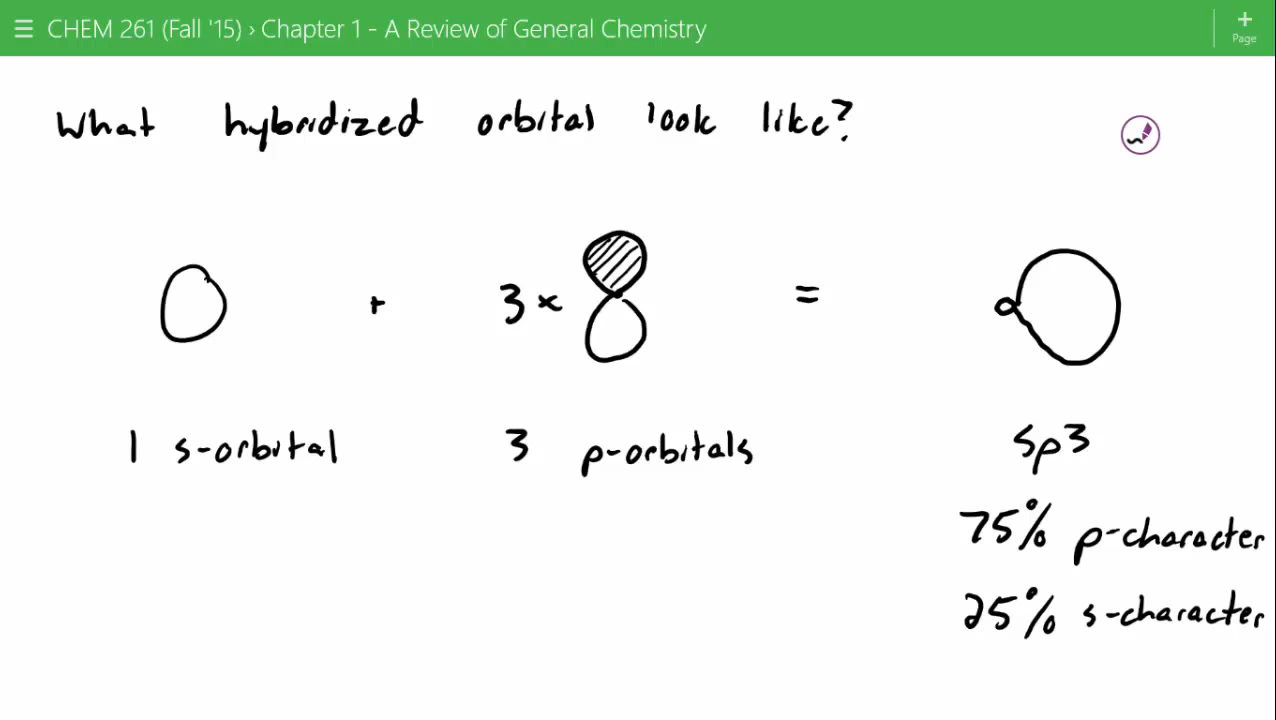 CHEM 261 (Fall '15) › Chapter 1 - A Review of General Chemistry
Page
What hybridized orbital look like?
+ 3 × =
1 s-orbital 3 p-orbitals sp3
75% p-character
25% s-character